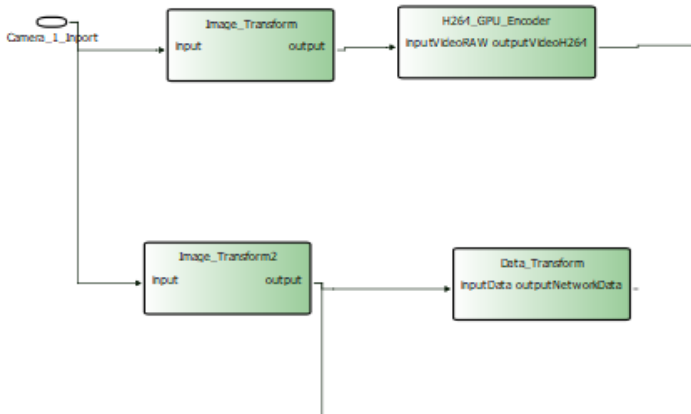 Image_Transform
input output
H264_GPU_Encoder
inputVideoRAW outputVideoH264
Camera_1_Inport
Image_Transform2
input output
Data_Transform
inputData outputNetworkData